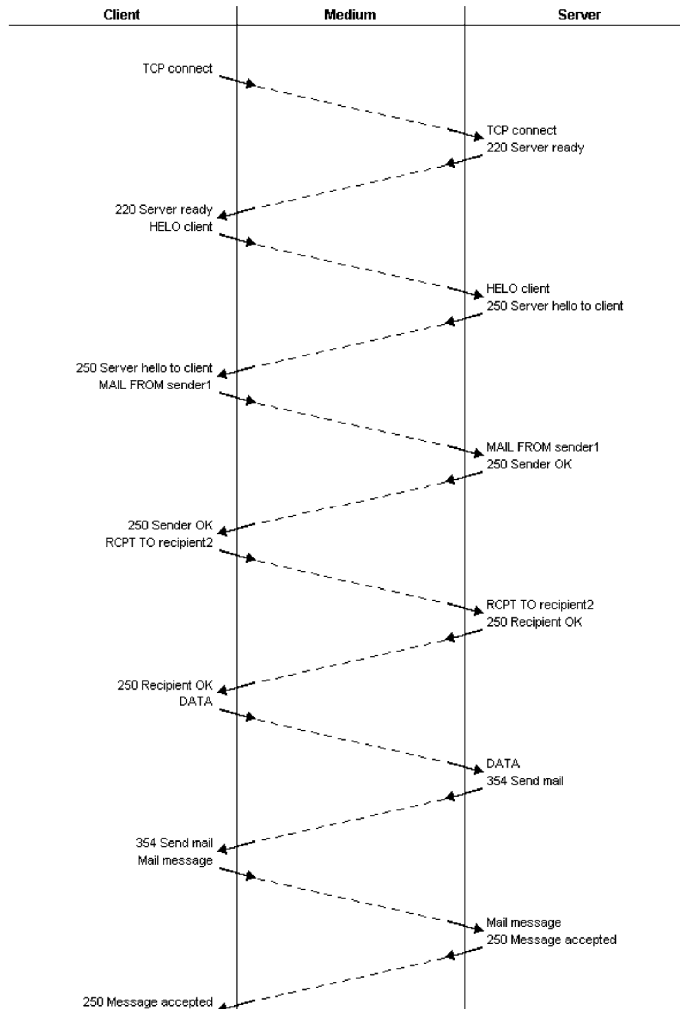 Client Medium Server
TCP connect
TCP connect
220 Server ready
220 Server ready
HELO client
HELO client
250 Server hello to client
250 Server hello to client
MAIL FROM sender1
MAIL FROM sender1
250 Sender OK
250 Sender OK
RCPT TO recipient2
RCPT TO recipient2
250 Recipient OK
250 Recipient OK
DATA
DATA
354 Send mail
354 Send mail
Mail message
Mail message
250 Message accepted
250 Message accepted